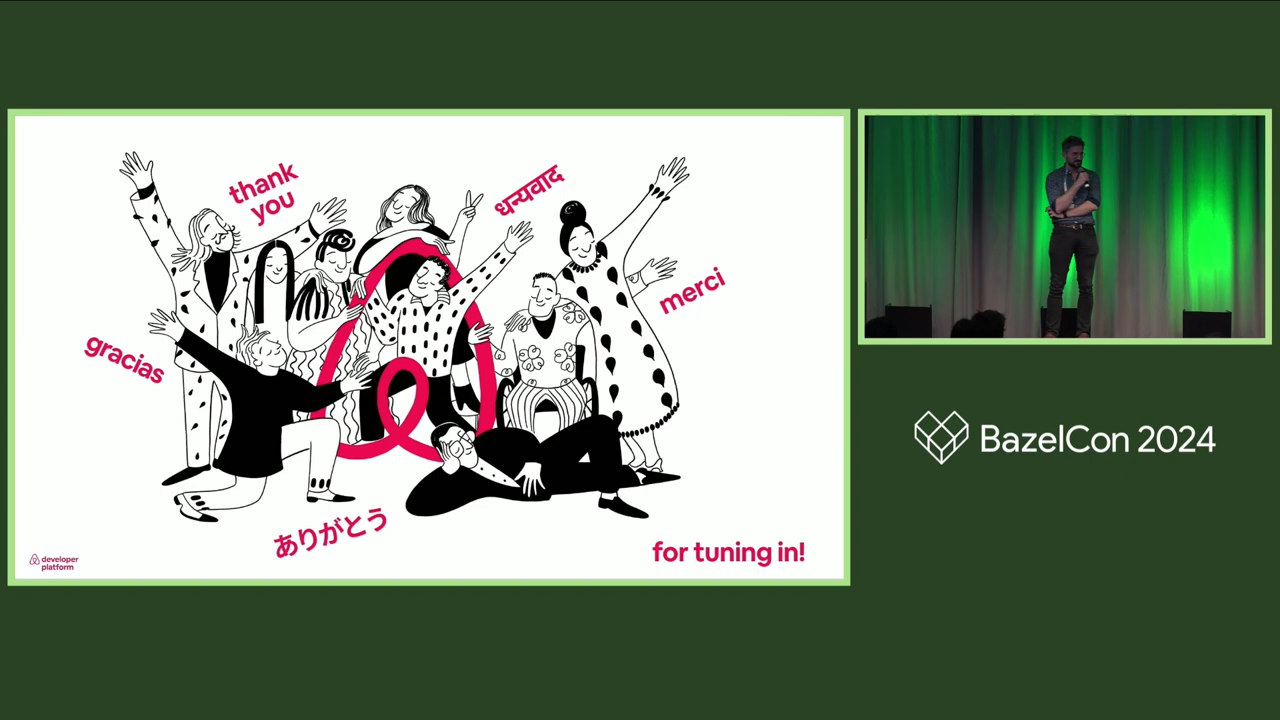 thank
you
धन्यवाद
merci
gracias
ありがとう
for tuning in!
developer
platform
BazelCon 2024